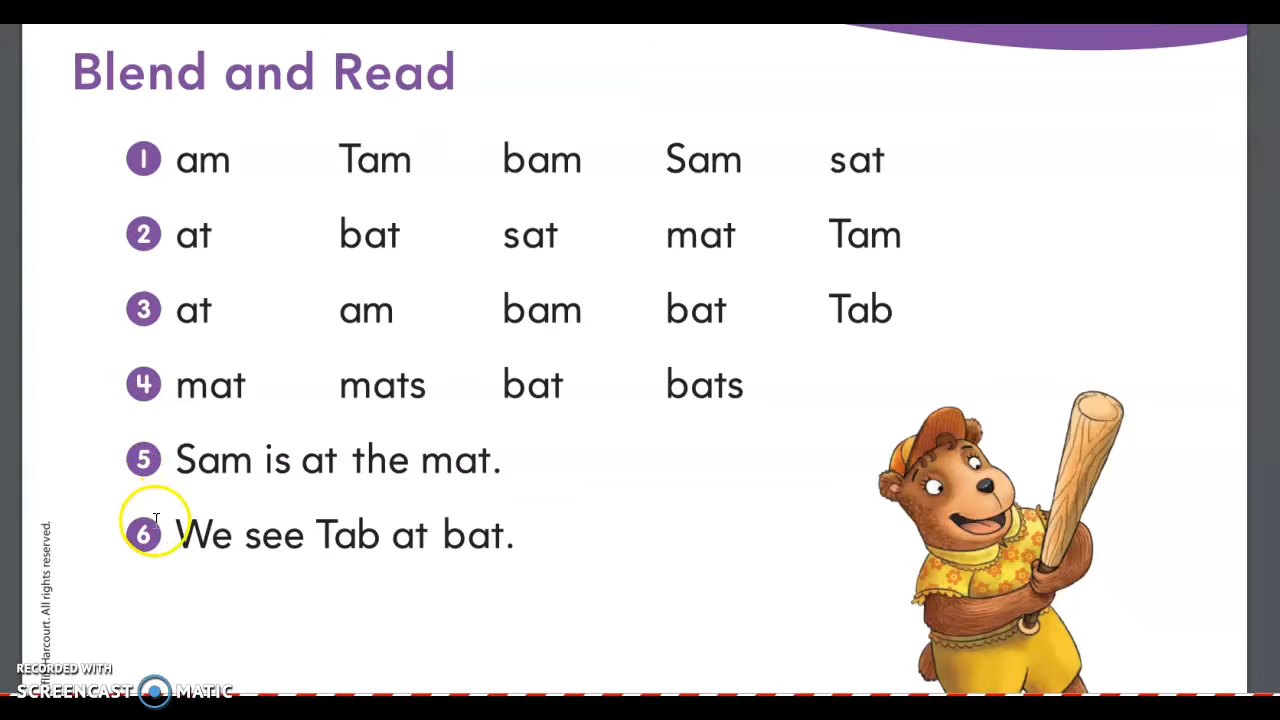 Blend and Read
1 am Tam bam Sam sat
2 at bat sat mat Tam
3 at am bam bat Tab
4 mat mats bat bats
5 Sam is at the mat.
6 We see Tab at bat.
Harcourt. All rights reserved.
RECORDED WITH
SCREENCAST MATIC